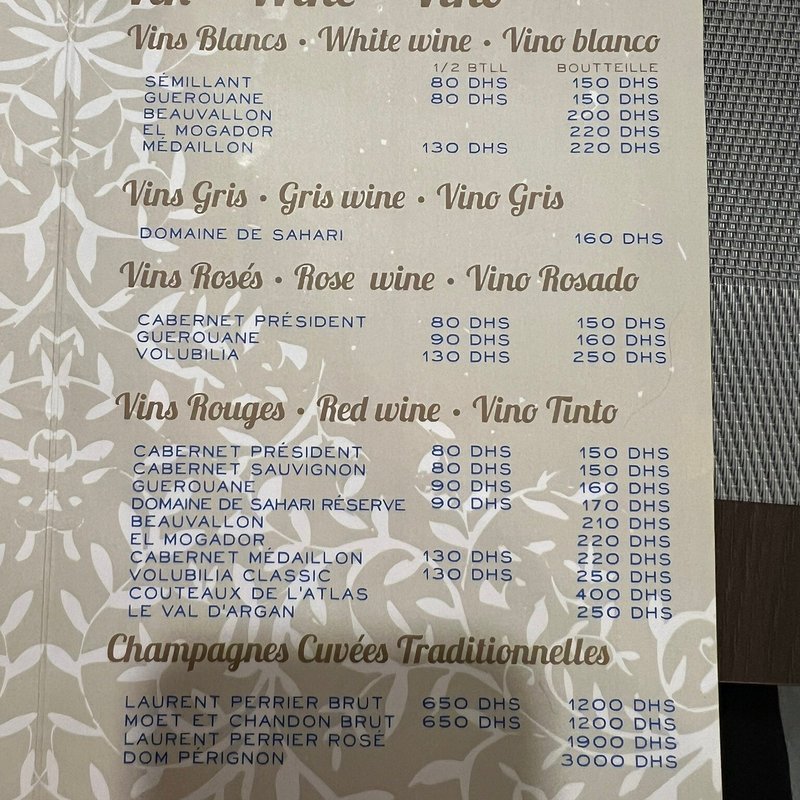 Vin • Wine • Vino
Vins Blancs • White wine • Vino blanco
1/2 BTLL BOUTTEILLE
SÉMILLANT 80 DHS 150 DHS
GUEROUANE 80 DHS 150 DHS
BEAUVALLON 200 DHS
EL MOGADOR 220 DHS
MÉDAILLON 130 DHS 220 DHS
Vins Gris • Gris wine • Vino Gris
DOMAINE DE SAHARI 160 DHS
Vins Rosés • Rose wine • Vino Rosado
CABERNET PRÉSIDENT 80 DHS 150 DHS
GUEROUANE 90 DHS 160 DHS
VOLUBILIA 130 DHS 250 DHS
Vins Rouges • Red wine • Vino Tinto
CABERNET PRÉSIDENT 80 DHS 150 DHS
CABERNET SAUVIGNON 80 DHS 150 DHS
GUEROUANE 90 DHS 160 DHS
DOMAINE DE SAHARI RÉSERVE 90 DHS 170 DHS
BEAUVALLON 210 DHS
EL MOGADOR 220 DHS
CABERNET MÉDAILLON 130 DHS 220 DHS
VOLUBILIA CLASSIC 130 DHS 250 DHS
COUTEAUX DE L'ATLAS 400 DHS
LE VAL D'ARGAN 250 DHS
Champagnes Cuvées Traditionnelles
LAURENT PERRIER BRUT 650 DHS 1200 DHS
MOET ET CHANDON BRUT 650 DHS 1200 DHS
LAURENT PERRIER ROSÉ 1900 DHS
DOM PÉRIGNON 3000 DHS